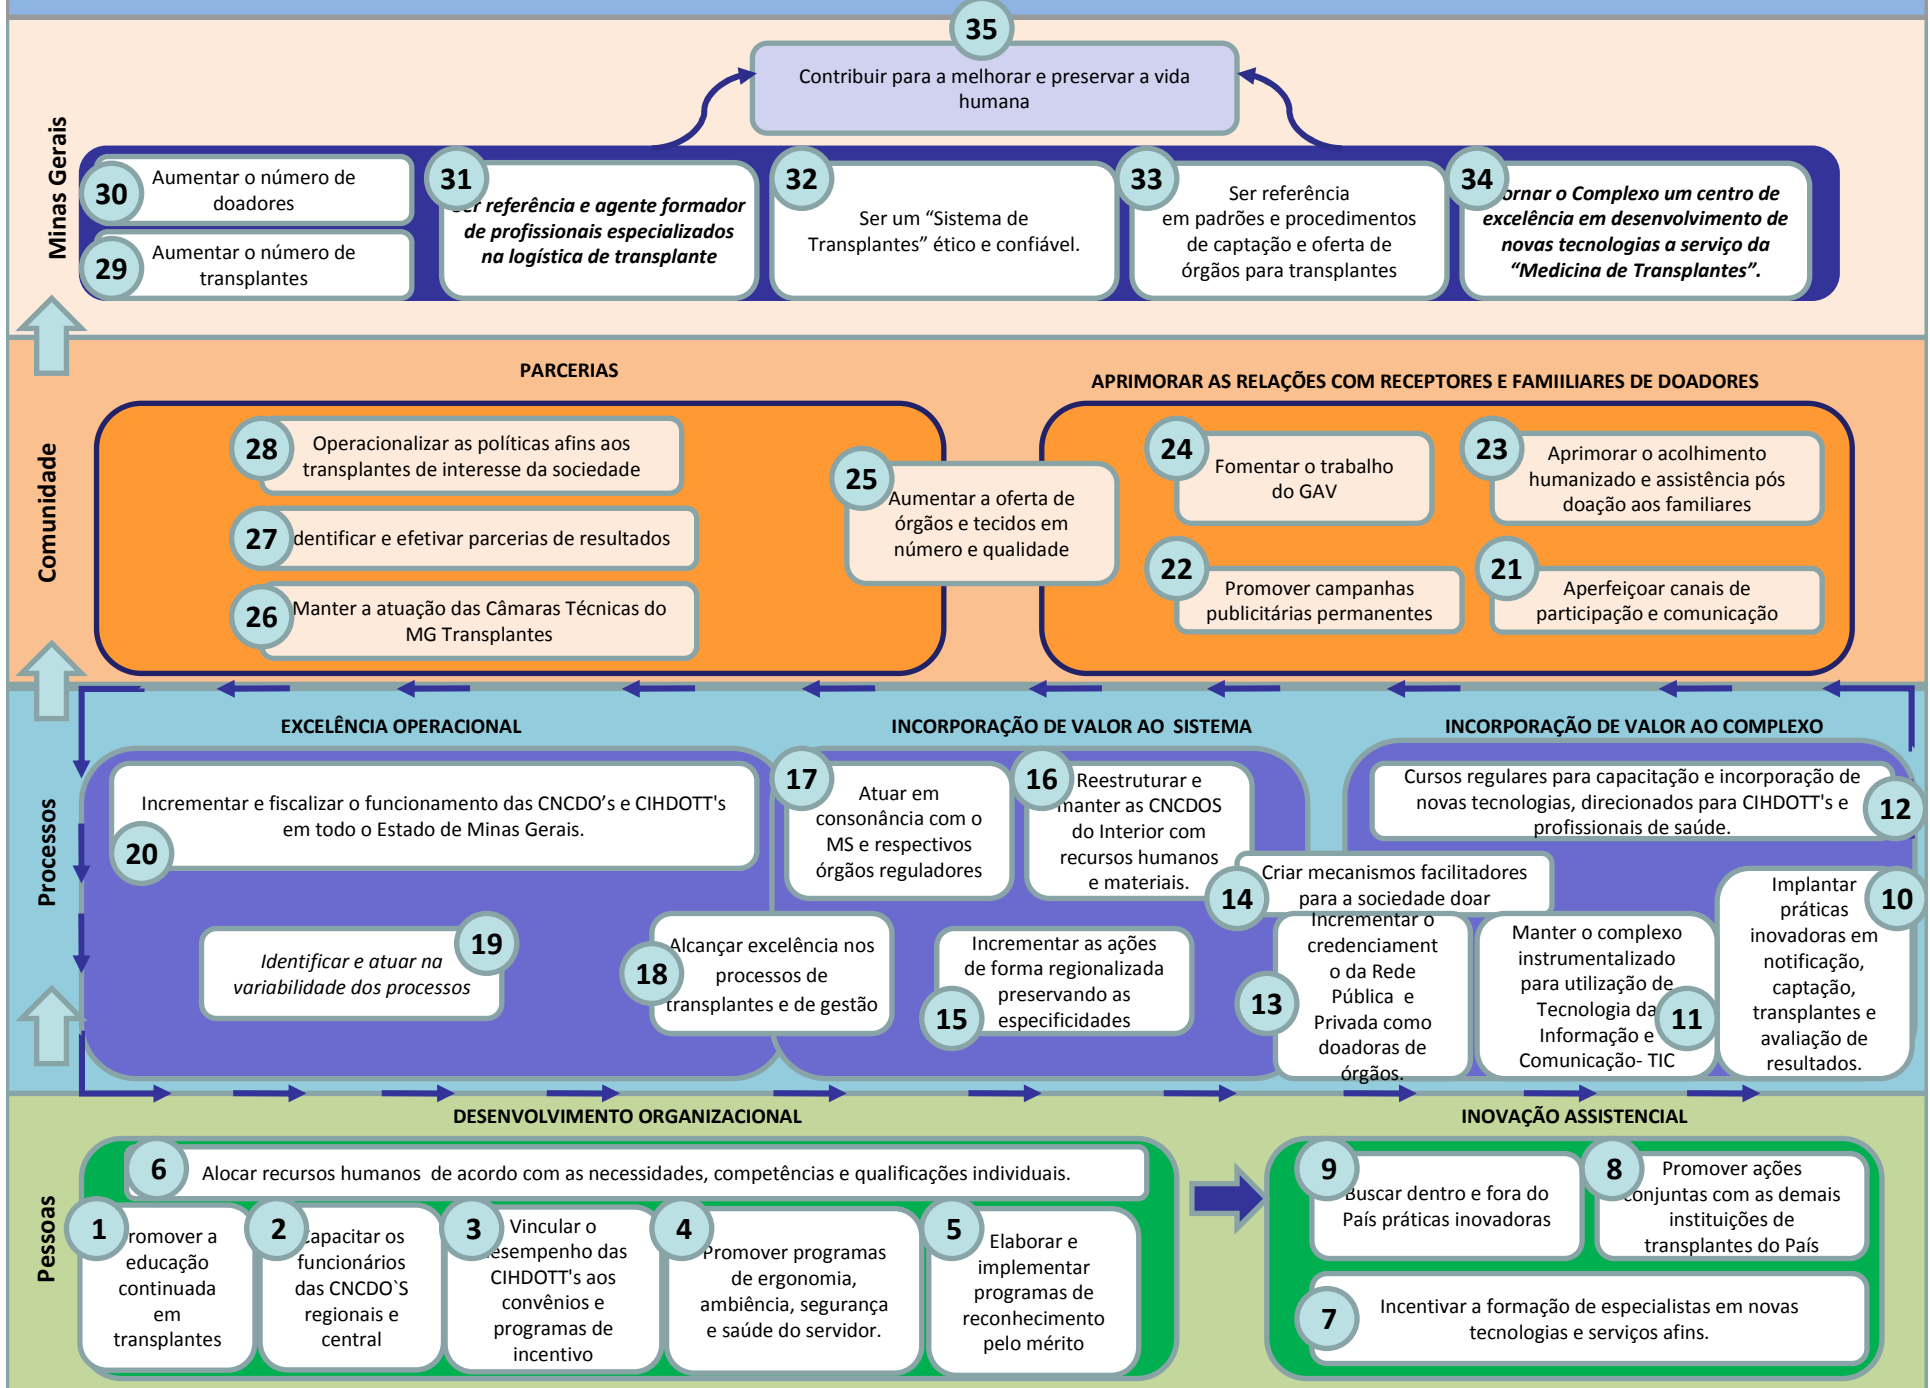 35
Contribuir para a melhorar e preservar a vida
humana
Minas Gerais
30
Aumentar o número de
doadores
29
Aumentar o número de
transplantes
31
Ser referência e agente formador
de profissionais especializados
na logística de transplante
32
Ser um “Sistema de
Transplantes” ético e confiável.
33
Ser referência
em padrões e procedimentos
de captação e oferta de
órgãos para transplantes
34
ornar o Complexo um centro de
excelência em desenvolvimento de
novas tecnologias a serviço da
“Medicina de Transplantes”.
Comunidade
PARCERIAS
28
Operacionalizar as políticas afins aos
transplantes de interesse da sociedade
27
dentificar e efetivar parcerias de resultados
26
Manter a atuação das Câmaras Técnicas do
MG Transplantes
25
Aumentar a oferta de
órgãos e tecidos em
número e qualidade
APRIMORAR AS RELAÇÕES COM RECEPTORES E FAMIILIARES DE DOADORES
24
Fomentar o trabalho
do GAV
23
Aprimorar o acolhimento
humanizado e assistência pós
doação aos familiares
22
Promover campanhas
publicitárias permanentes
21
Aperfeiçoar canais de
participação e comunicação
Processos
EXCELÊNCIA OPERACIONAL
20
Incrementar e fiscalizar o funcionamento das CNCDO’s e CIHDOTT's
em todo o Estado de Minas Gerais.
19
Identificar e atuar na
variabilidade dos processos
18
Alcançar excelência nos
processos de
transplantes e de gestão
INCORPORAÇÃO DE VALOR AO SISTEMA
17
Atuar em
consonância com o
MS e respectivos
órgãos reguladores
16
Reestruturar e
manter as CNCDOS
do Interior com
recursos humanos
e materiais.
15
Incrementar as ações
de forma regionalizada
preservando as
especificidades
14
Criar mecanismos facilitadores
para a sociedade doar
13
Incrementar o
credenciament
o da Rede
Pública e
Privada como
doadoras de
órgãos.
INCORPORAÇÃO DE VALOR AO COMPLEXO
12
Cursos regulares para capacitação e incorporação de
novas tecnologias, direcionados para CIHDOTT's e
profissionais de saúde.
11
Manter o complexo
instrumentalizado
para utilização de
Tecnologia da
Informação e
Comunicação- TIC
10
Implantar
práticas
inovadoras em
notificação,
captação,
transplantes e
avaliação de
resultados.
Pessoas
DESENVOLVIMENTO ORGANIZACIONAL
6
Alocar recursos humanos de acordo com as necessidades, competências e qualificações individuais.
1
romover a
educação
continuada
em
transplantes
2
Capacitar os
funcionários
das CNCDO`S
regionais e
central
3
Vincular o
desempenho das
CIHDOTT's aos
convênios e
programas de
incentivo
4
Promover programas
de ergonomia,
ambiência, segurança
e saúde do servidor.
5
Elaborar e
implementar
programas de
reconhecimento
pelo mérito
INOVAÇÃO ASSISTENCIAL
9
Buscar dentro e fora do
País práticas inovadoras
8
Promover ações
conjuntas com as demais
instituições de
transplantes do País
7
Incentivar a formação de especialistas em novas
tecnologias e serviços afins.